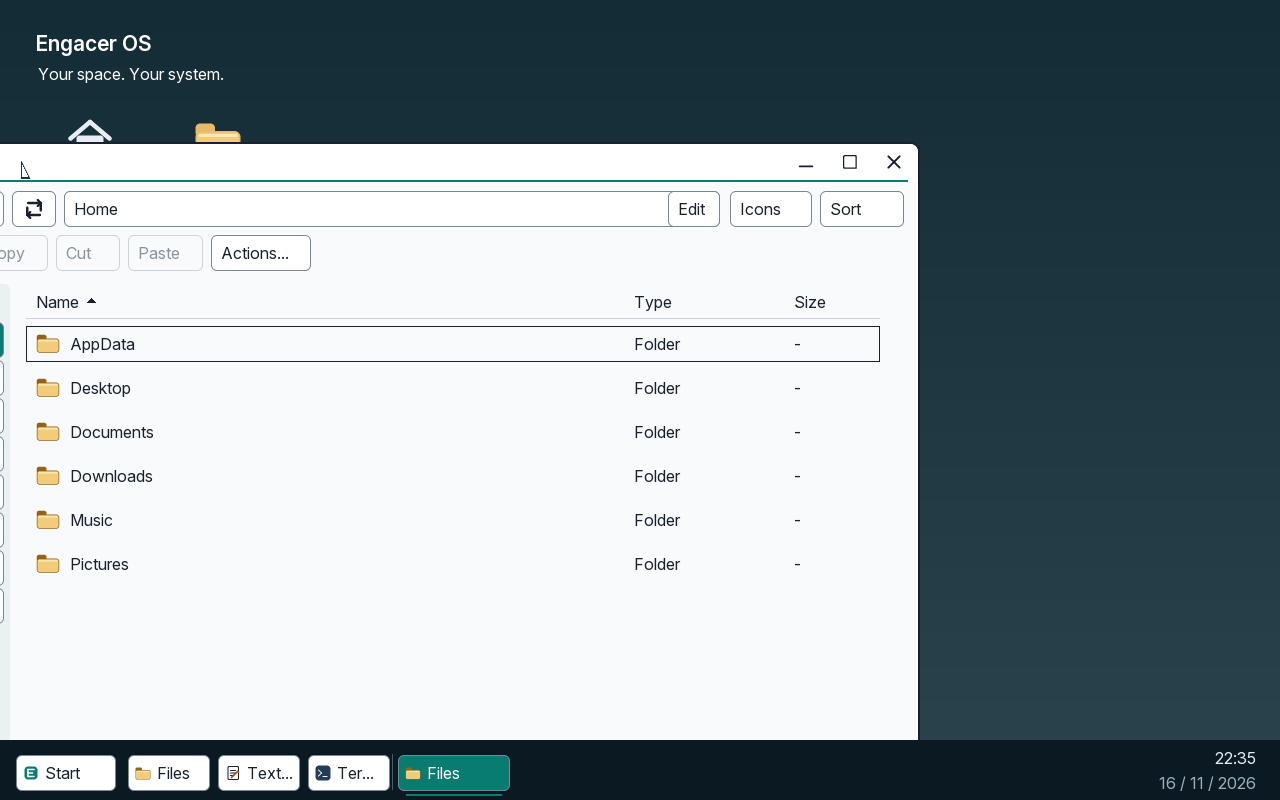 Engacer OS
Your space. Your system.
Home
Edit
Icons
Sort
opy
Cut
Paste
Actions...
Name
Type
Size
AppData
Folder
-
Desktop
Folder
-
Documents
Folder
-
Downloads
Folder
-
Music
Folder
-
Pictures
Folder
-
Start
Files
Text...
Ter...
Files
22:35
16 / 11 / 2026